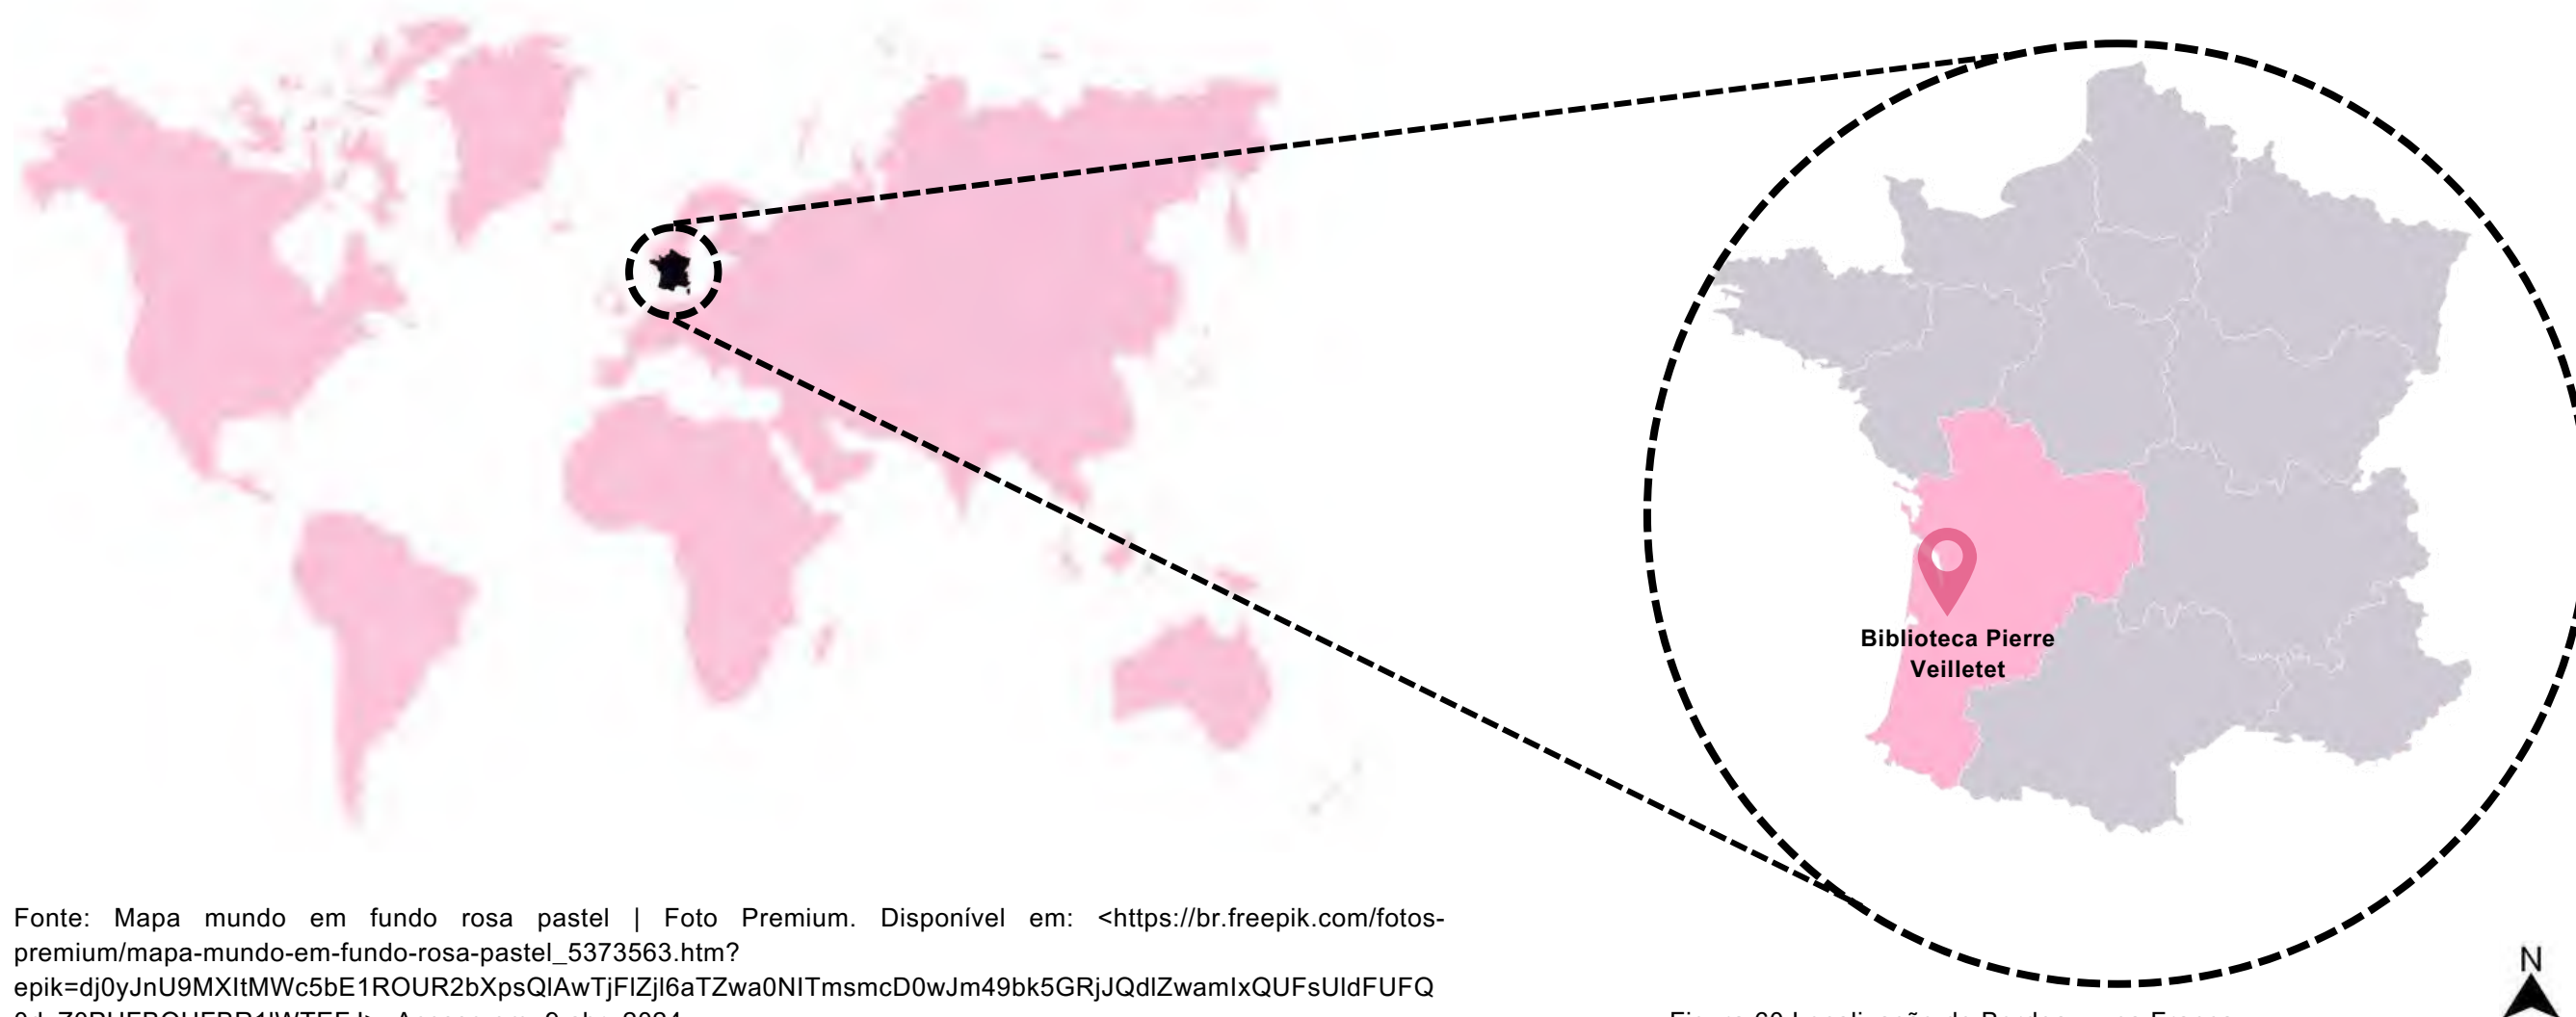 Biblioteca Pierre
Veilletet
Fonte: Mapa mundo em fundo rosa pastel | Foto Premium. Disponível em: <https://br.freepik.com/fotos-
premium/mapa-mundo-em-fundo-rosa-pastel_5373563.htm?
epik=dj0yJnU9MXItMWc5bE1ROUR2bXpsQlAwTjFlZjl6aTZwa0NITmsmcD0wJm49bk5GRjJQdlZwamIxQUFsUldFUFQ
N